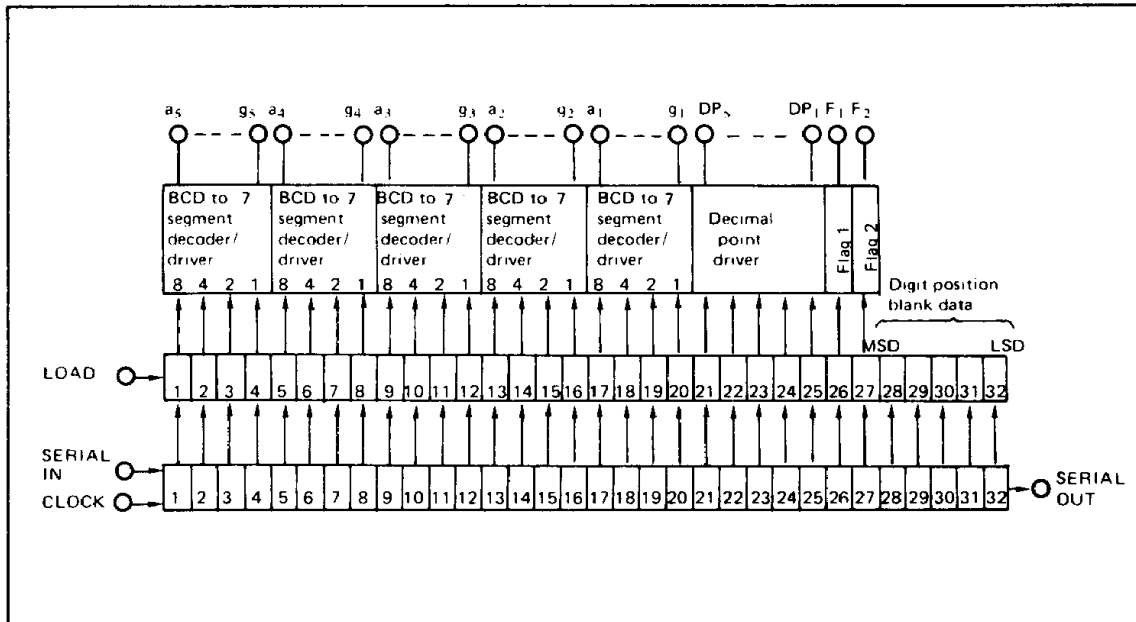 a5 g5 a4 g4 a3 g3 a2 g2 a1 g1 DP5 DP1 F1 F2
BCD to 7 BCD to 7 BCD to 7 BCD to 7 BCD to 7
segment segment segment segment segment Decimal
decoder/ decoder/ decoder/ decoder/ decoder/ point
driver driver driver driver driver driver
Flag 1
Flag 2
8 4 2 1 8 4 2 1 8 4 2 1 8 4 2 1 8 4 2 1
Digit position
blank data
MSD LSD
LOAD
1 2 3 4 5 6 7 8 9 10 11 12 13 14 15 16 17 18 19 20 21 22 23 24 25 26 27 28 29 30 31 32
SERIAL
IN
CLOCK
1 2 3 4 5 6 7 8 9 10 11 12 13 14 15 16 17 18 19 20 21 22 23 24 25 26 27 28 29 30 31 32
SERIAL
OUT